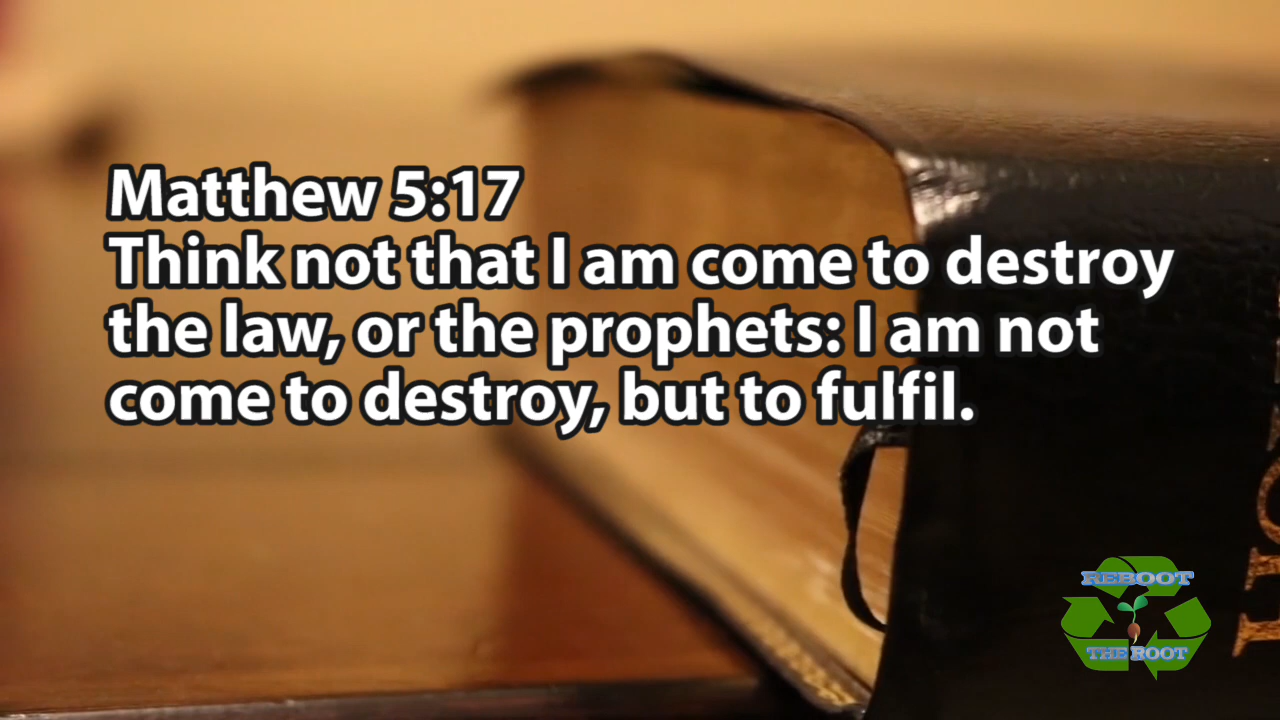 Matthew 5:17
Think not that I am come to destroy
the law, or the prophets: I am not
come to destroy, but to fulfil.
REBOOT
THE ROOT